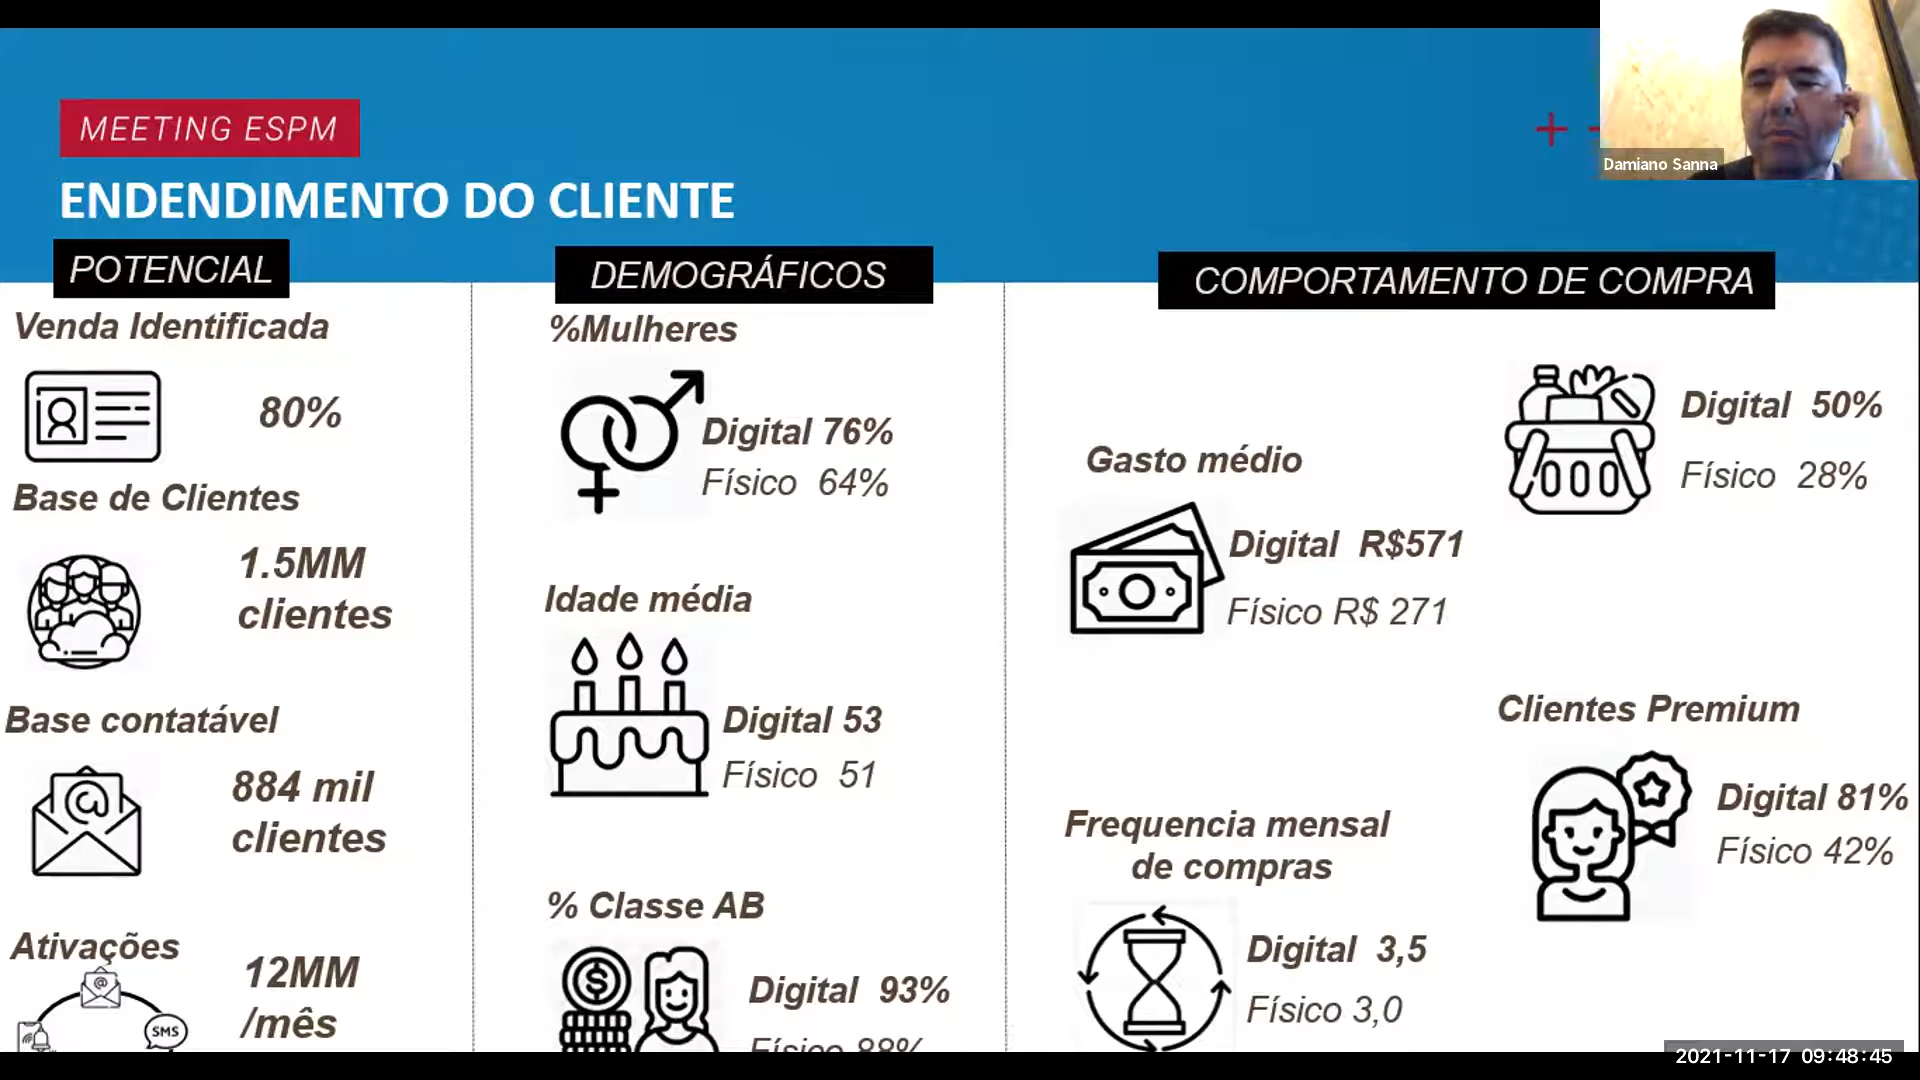 MEETING ESPM
Damiano Sanna
ENDENDIMENTO DO CLIENTE
POTENCIAL
Venda Identificada
80%
Base de Clientes
1.5MM
clientes
Base contatável
884 mil
clientes
Ativações
12MM
/mês
@
SMS
DEMOGRÁFICOS
%Mulheres
Digital 76%
Físico 64%
Idade média
Digital 53
Físico 51
% Classe AB
Digital 93%
Físico 88%
COMPORTAMENTO DE COMPRA
Digital 50%
Físico 28%
Gasto médio
Digital R$571
Físico R$ 271
Clientes Premium
Digital 81%
Físico 42%
Frequencia mensal
de compras
Digital 3,5
Físico 3,0
2021-11-17 09:48:45